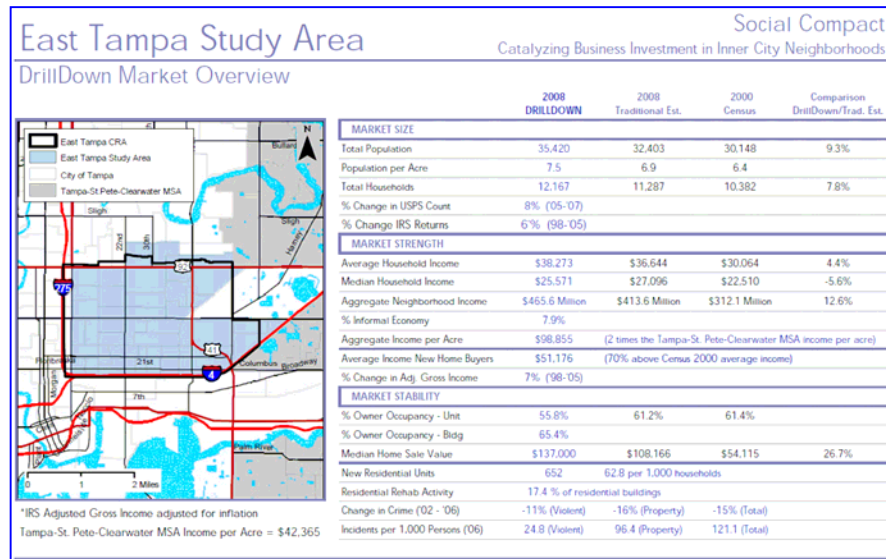 East Tampa Study Area
Social Compact
Catalyzing Business Investment in Inner City Neighborhoods
DrillDown Market Overview
N
East Tampa CRA
East Tampa Study Area
City of Tampa
Tampa-St.Pete-Clearwater MSA
Sligh
22nd
30th
Sligh
Harney
92
275
41
21st
Columbus
Broadway
4
Morgan
7th
Palm River
0 1 2 Miles
*IRS Adjusted Gross Income adjusted for inflation
Tampa-St. Pete-Clearwater MSA Income per Acre = $42,365
2008 2008 2000 Comparison
DRILLDOWN Traditional Est. Census DrillDown/Trad. Est.
MARKET SIZE
Total Population 35,420 32,403 30,148 9.3%
Population per Acre 7.5 6.9 6.4
Total Households 12,167 11,287 10,382 7.8%
% Change in USPS Count 8% ('05-'07)
% Change IRS Returns 6% (98-'05)
MARKET STRENGTH
Average Household Income $38,273 $36,644 $30,064 4.4%
Median Household Income $25,571 $27,096 $22,510 -5.6%
Aggregate Neighborhood Income $465.6 Million $413.6 Million $312.1 Million 12.6%
% Informal Economy 7.9%
Aggregate Income per Acre $98,855 (2 times the Tampa-St. Pete-Clearwater MSA income per acre)
Average Income New Home Buyers $51,176 (70% above Census 2000 average income)
% Change in Adj. Gross Income 7% ('98-'05)
MARKET STABILITY
% Owner Occupancy - Unit 55.8% 61.2% 61.4%
% Owner Occupancy - Bldg 65.4%
Median Home Sale Value $137,000 $108,166 $54,115 26.7%
New Residential Units 652 62.8 per 1,000 households
Residential Rehab Activity 17.4 % of residential buildings
Change in Crime ('02 - '06) -11% (Violent) -16% (Property) -15% (Total)
Incidents per 1,000 Persons ('06) 24.8 (Violent) 96.4 (Property) 121.1 (Total)